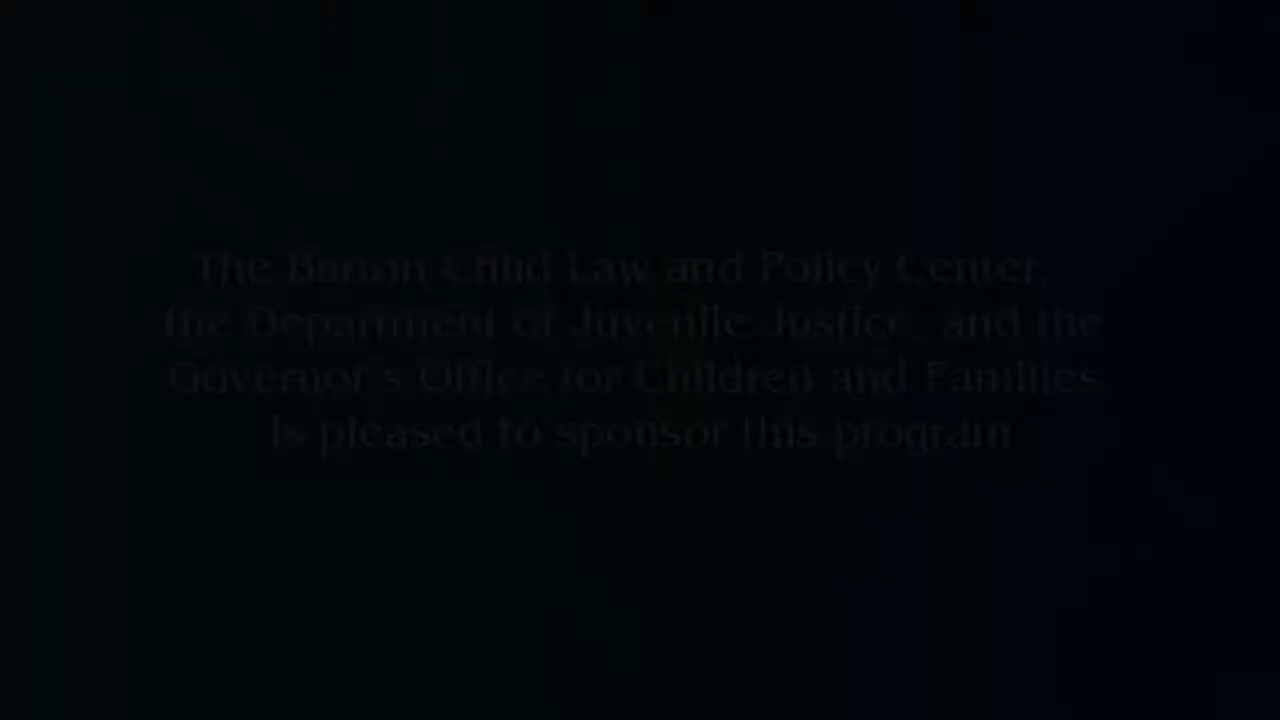 The Barton Child Law and Policy Center,
the Department of Juvenile Justice, and the
Governor's Office for Children and Families
is pleased to sponsor this program